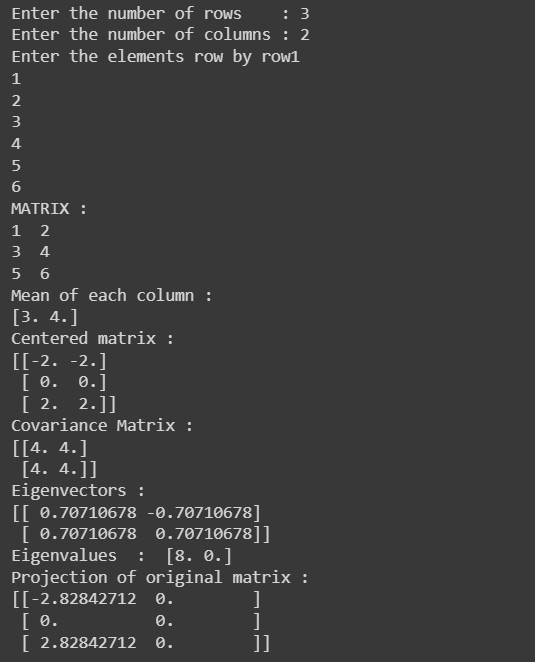 Enter the number of rows    : 3
Enter the number of columns : 2
Enter the elements row by row1
1
2
3
4
5
6
MATRIX :
1  2
3  4
5  6
Mean of each column :
[3. 4.]
Centered matrix :
[[-2. -2.]
 [ 0.  0.]
 [ 2.  2.]]
Covariance Matrix :
[[4. 4.]
 [4. 4.]]
Eigenvectors :
[[ 0.70710678 -0.70710678]
 [ 0.70710678  0.70710678]]
Eigenvalues  :  [8. 0.]
Projection of original matrix :
[[-2.82842712  0.        ]
 [ 0.          0.        ]
 [ 2.82842712  0.        ]]